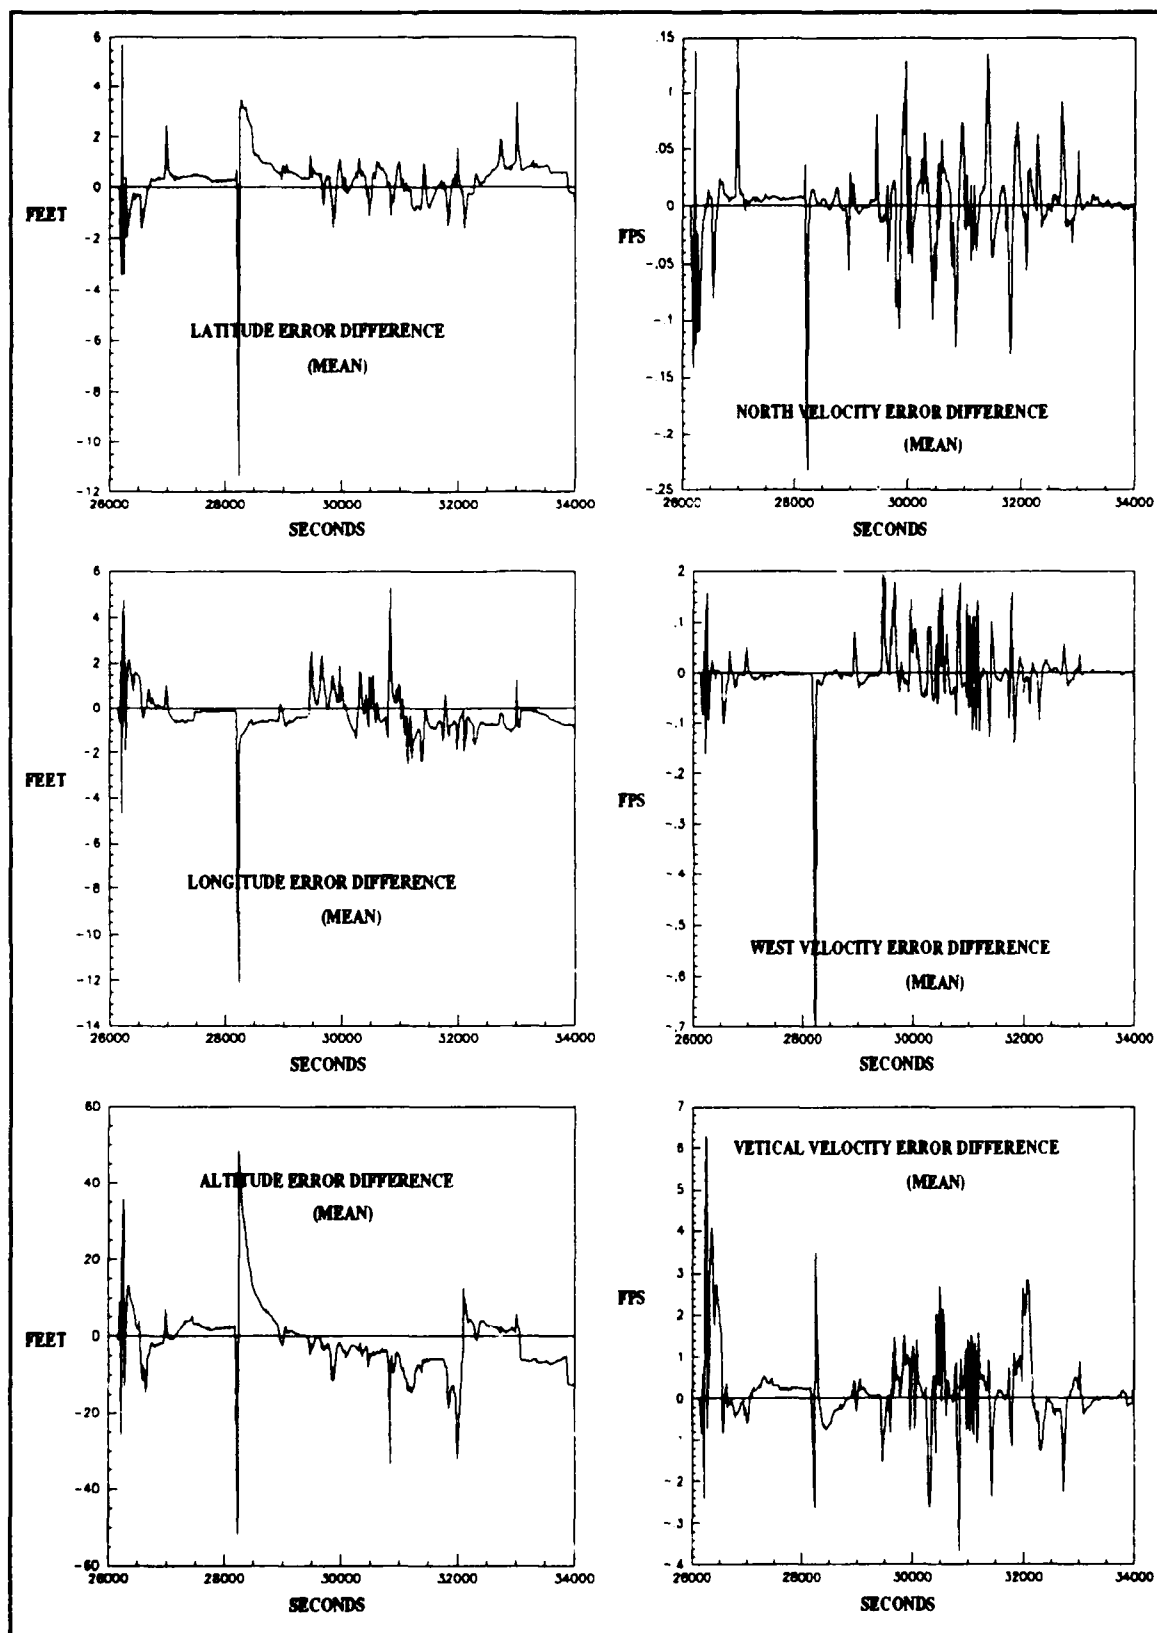 6
4
2
0
-2
-4
-6
-8
-10
-12
FEET
LATITUDE ERROR DIFFERENCE
(MEAN)
26000 28000 30000 32000 34000
SECONDS
.15
.1
.05
0
-.05
-.1
-.15
-.2
-.25
FPS
NORTH VELOCITY ERROR DIFFERENCE
(MEAN)
26000 28000 30000 32000 34000
SECONDS
6
4
2
0
-2
-4
-6
-8
-10
-12
-14
FEET
LONGITUDE ERROR DIFFERENCE
(MEAN)
26000 28000 30000 32000 34000
SECONDS
.2
.1
0
-.1
-.2
-.3
-.4
-.5
-.6
-.7
FPS
WEST VELOCITY ERROR DIFFERENCE
(MEAN)
26000 28000 30000 32000 34000
SECONDS
60
40
20
0
-20
-40
-60
FEET
ALTITUDE ERROR DIFFERENCE
(MEAN)
26000 28000 30000 32000 34000
SECONDS
7
6
5
4
3
2
1
0
-1
-2
-3
-4
FPS
VETICAL VELOCITY ERROR DIFFERENCE
(MEAN)
26000 28000 30000 32000 34000
SECONDS